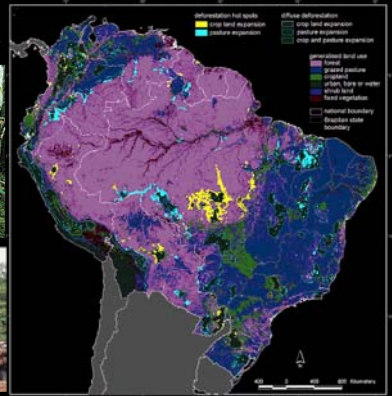 deforestation hot spots
crop land expansion
pasture expansion
diffuse deforestation
crop land expansion
pasture expansion
crop and pasture expansion
generalised land use
forest
grazed pasture
cropland
urban, bare or water
shrub land
flooded vegetation
national boundary
Brazilian state
boundary
400 0 400 800 Kilometers